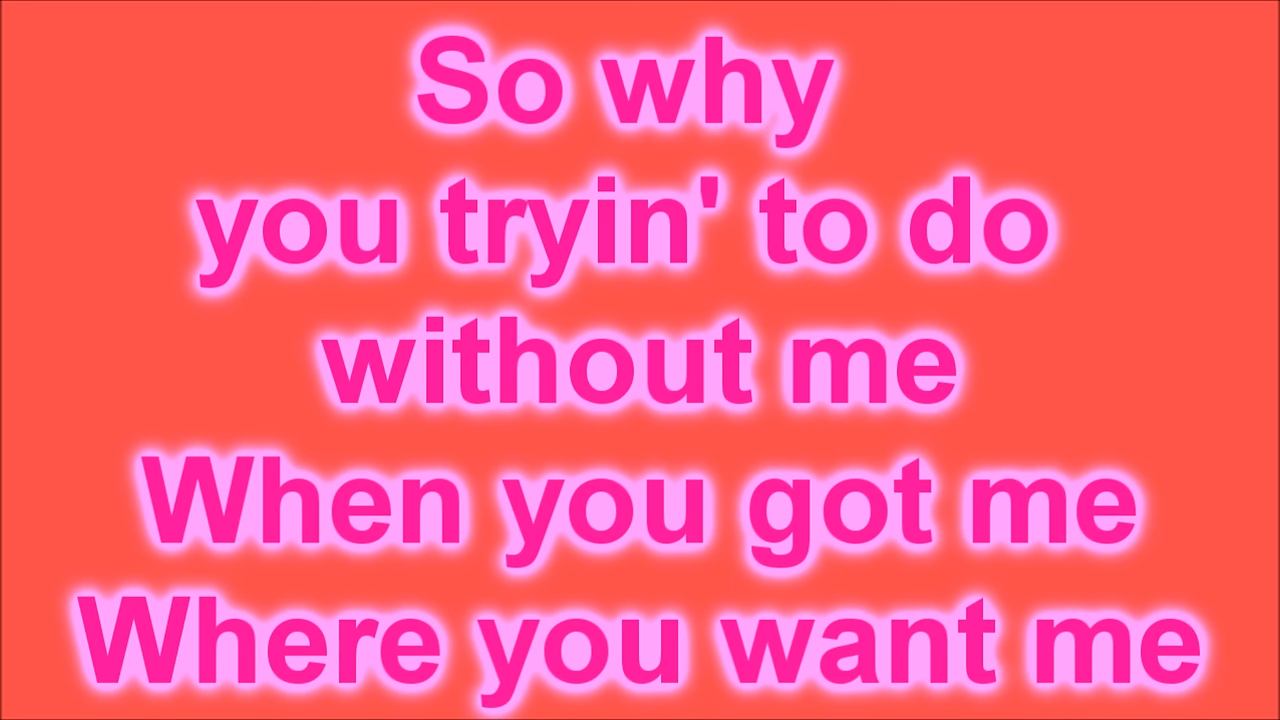 So why
you tryin' to do
without me
When you got me
Where you want me